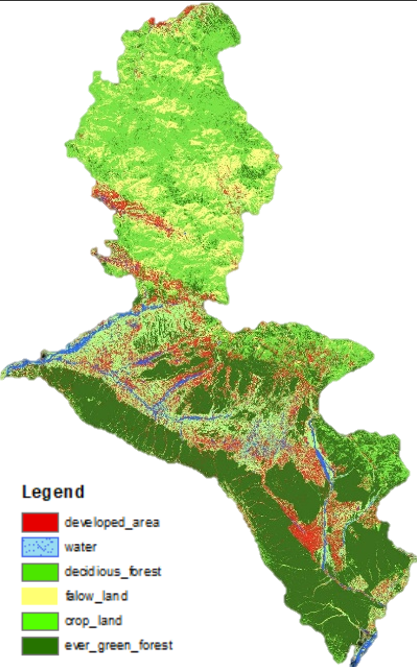 Legend
developed_area
water
decidious_forest
falow_land
crop_land
ever_green_forest